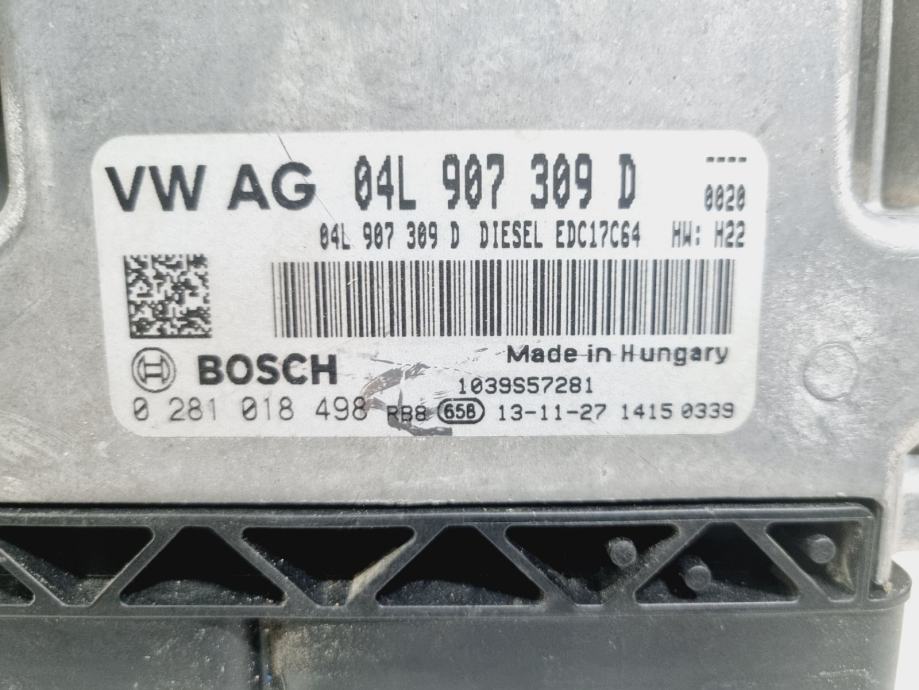 VW AG 04L 907 309 D ----
0020
04L 907 309 D DIESEL EDC17C64 HW: H22
BOSCH Made in Hungary
1039S57281
0 281 018 498 RB8 658 13-11-27 1415 0339